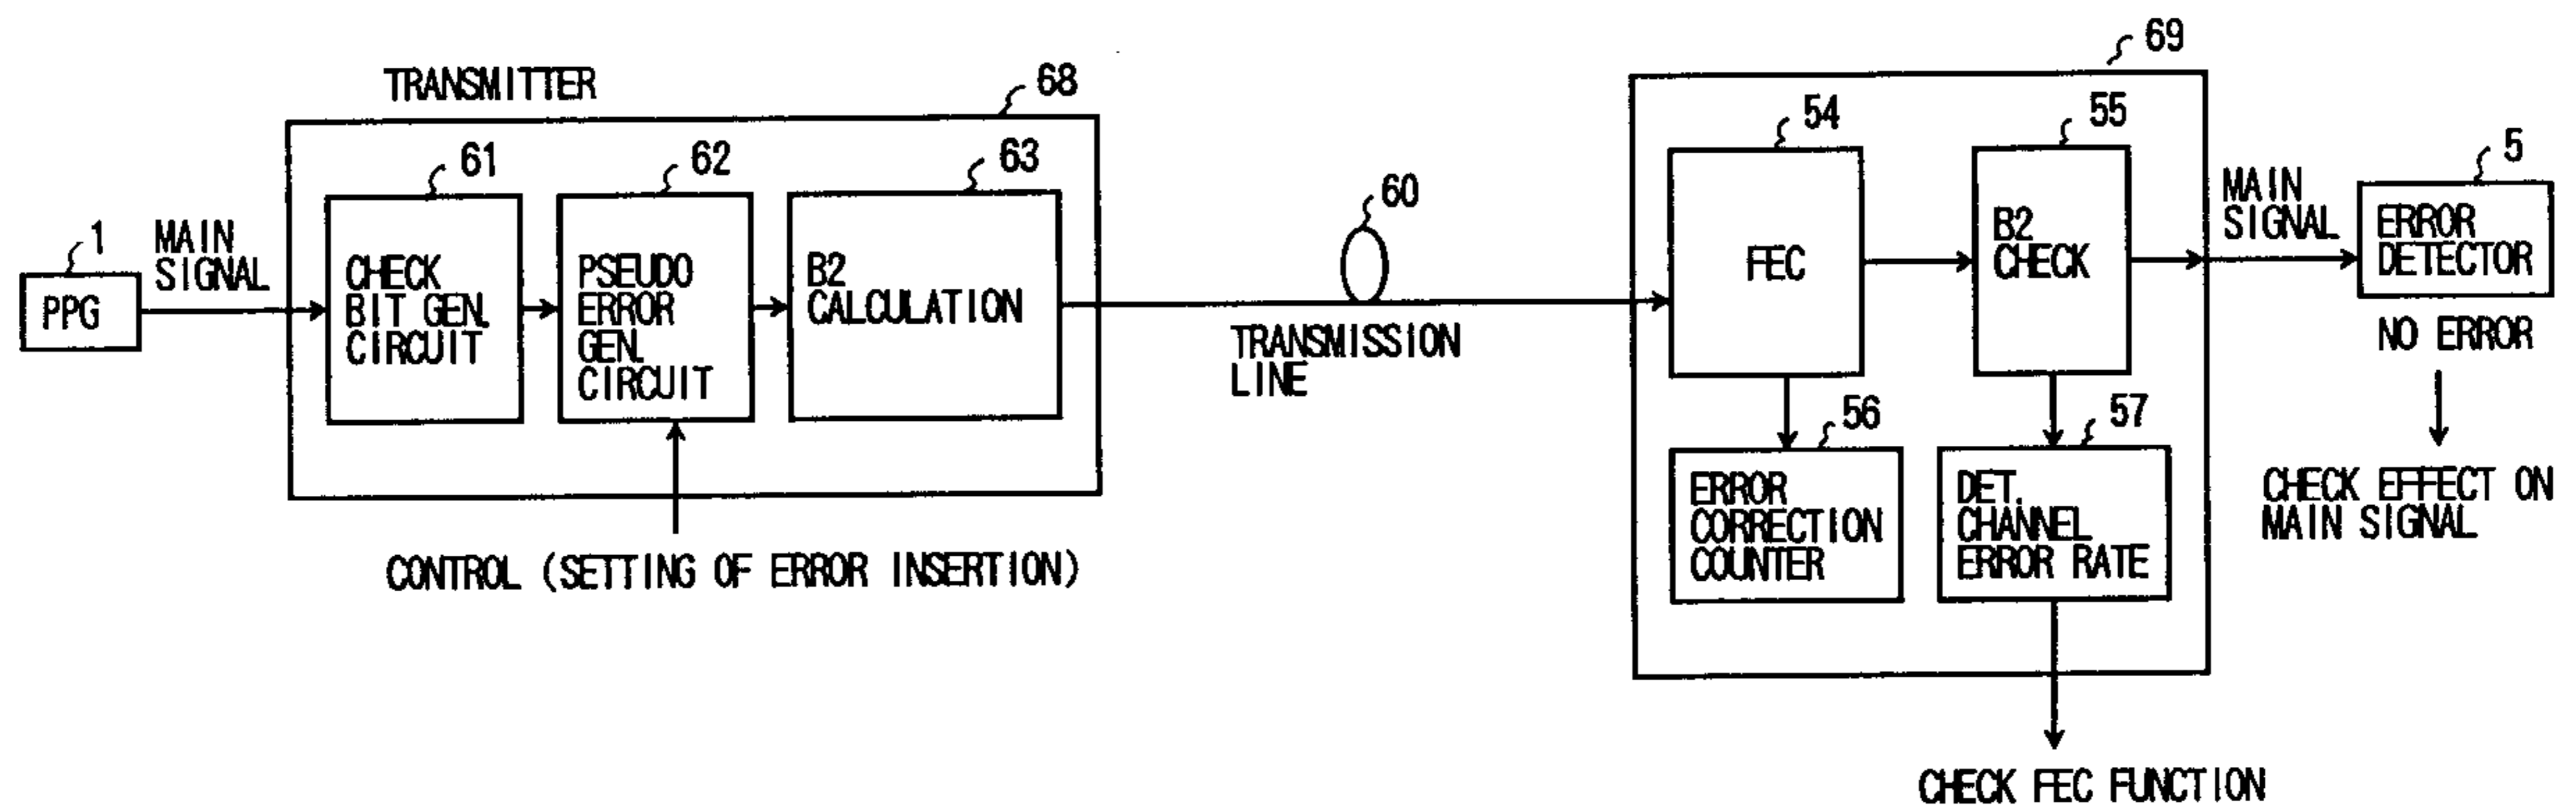 TRANSMITTER
68
69
1
PPG
MAIN
SIGNAL
61
CHECK
BIT GEN.
CIRCUIT
62
PSEUDO
ERROR
GEN.
CIRCUIT
63
B2
CALCULATION
CONTROL (SETTING OF ERROR INSERTION)
60
TRANSMISSION
LINE
54
FEC
55
B2
CHECK
56
ERROR
CORRECTION
COUNTER
57
DET.
CHANNEL
ERROR RATE
CHECK FEC FUNCTION
MAIN
SIGNAL
5
ERROR
DETECTOR
NO ERROR
CHECK EFFECT ON
MAIN SIGNAL